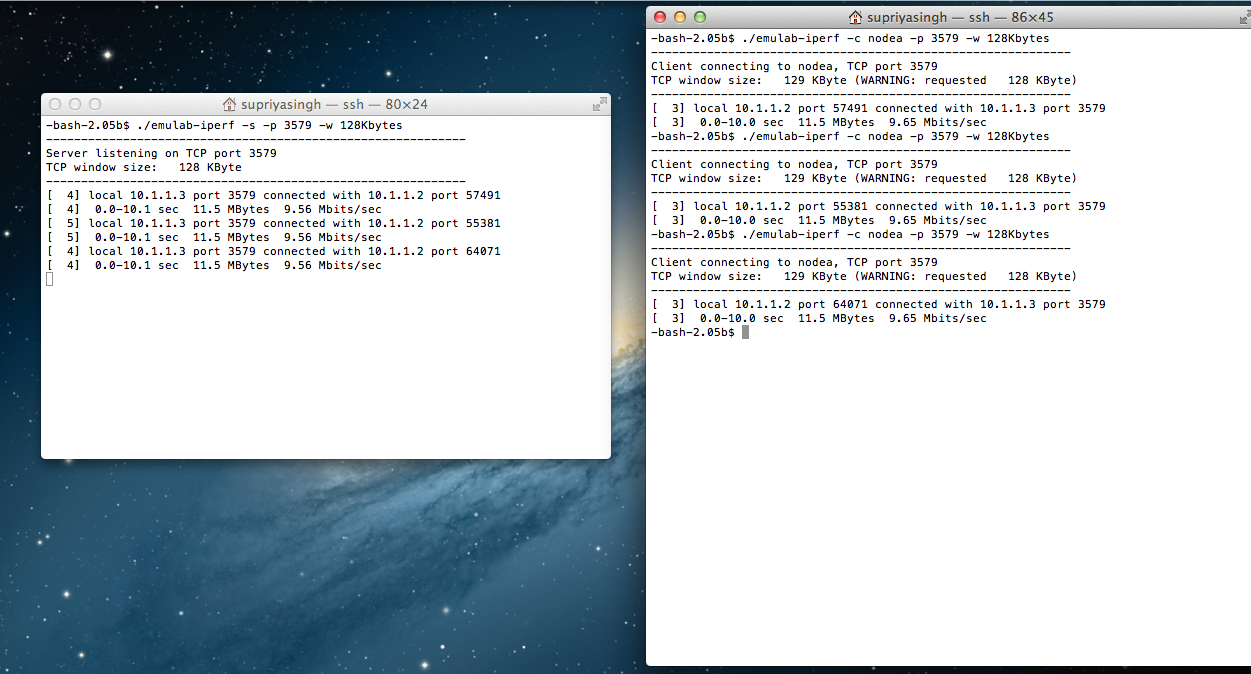 supriyasingh — ssh — 80×24
-bash-2.05b$ ./emulab-iperf -s -p 3579 -w 128Kbytes
------------------------------------------------------------
Server listening on TCP port 3579
TCP window size:   128 KByte
------------------------------------------------------------
[  4] local 10.1.1.3 port 3579 connected with 10.1.1.2 port 57491
[  4]  0.0-10.1 sec  11.5 MBytes  9.56 Mbits/sec
[  5] local 10.1.1.3 port 3579 connected with 10.1.1.2 port 55381
[  5]  0.0-10.1 sec  11.5 MBytes  9.56 Mbits/sec
[  4] local 10.1.1.3 port 3579 connected with 10.1.1.2 port 64071
[  4]  0.0-10.1 sec  11.5 MBytes  9.56 Mbits/sec
supriyasingh — ssh — 86×45
-bash-2.05b$ ./emulab-iperf -c nodea -p 3579 -w 128Kbytes
------------------------------------------------------------
Client connecting to nodea, TCP port 3579
TCP window size:   129 KByte (WARNING: requested   128 KByte)
------------------------------------------------------------
[  3] local 10.1.1.2 port 57491 connected with 10.1.1.3 port 3579
[  3]  0.0-10.0 sec  11.5 MBytes  9.65 Mbits/sec
-bash-2.05b$ ./emulab-iperf -c nodea -p 3579 -w 128Kbytes
------------------------------------------------------------
Client connecting to nodea, TCP port 3579
TCP window size:   129 KByte (WARNING: requested   128 KByte)
------------------------------------------------------------
[  3] local 10.1.1.2 port 55381 connected with 10.1.1.3 port 3579
[  3]  0.0-10.0 sec  11.5 MBytes  9.65 Mbits/sec
-bash-2.05b$ ./emulab-iperf -c nodea -p 3579 -w 128Kbytes
------------------------------------------------------------
Client connecting to nodea, TCP port 3579
TCP window size:   129 KByte (WARNING: requested   128 KByte)
------------------------------------------------------------
[  3] local 10.1.1.2 port 64071 connected with 10.1.1.3 port 3579
[  3]  0.0-10.0 sec  11.5 MBytes  9.65 Mbits/sec
-bash-2.05b$